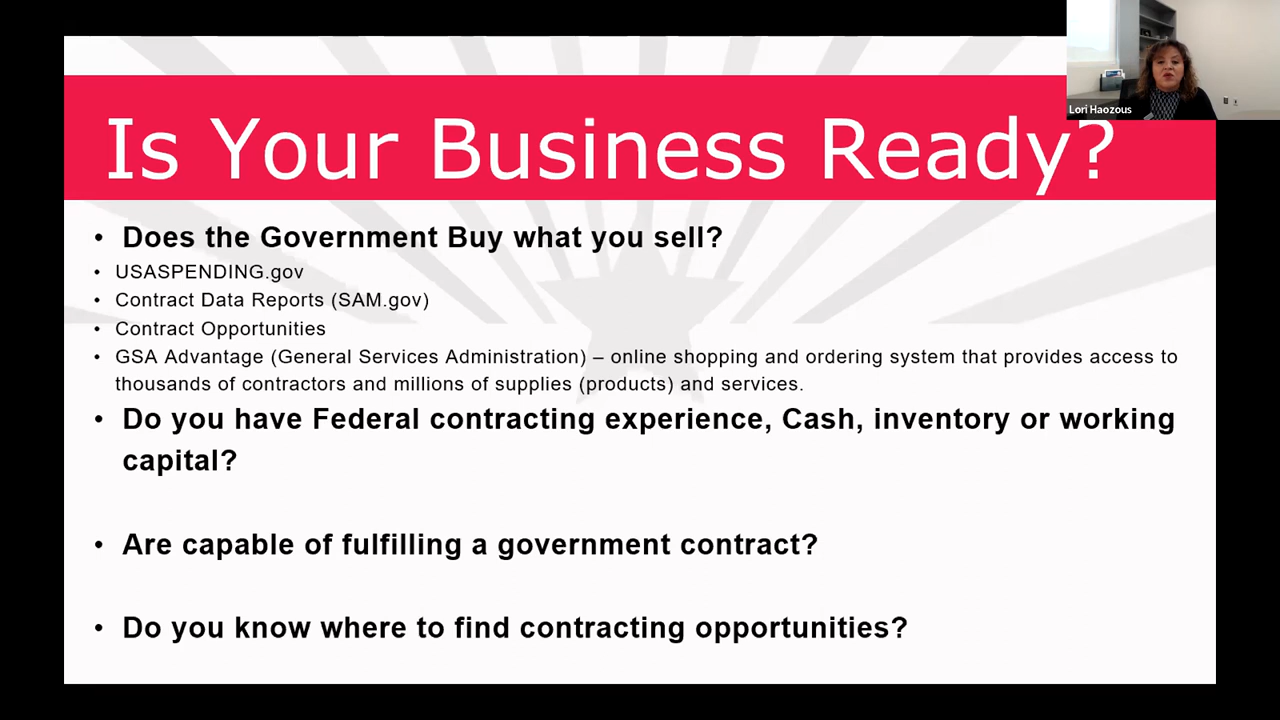 Is Your Business Ready?
Lori Haozous
• Does the Government Buy what you sell?
• USASPENDING.gov
• Contract Data Reports (SAM.gov)
• Contract Opportunities
• GSA Advantage (General Services Administration) – online shopping and ordering system that provides access to
thousands of contractors and millions of supplies (products) and services.
• Do you have Federal contracting experience, Cash, inventory or working
capital?
• Are capable of fulfilling a government contract?
• Do you know where to find contracting opportunities?